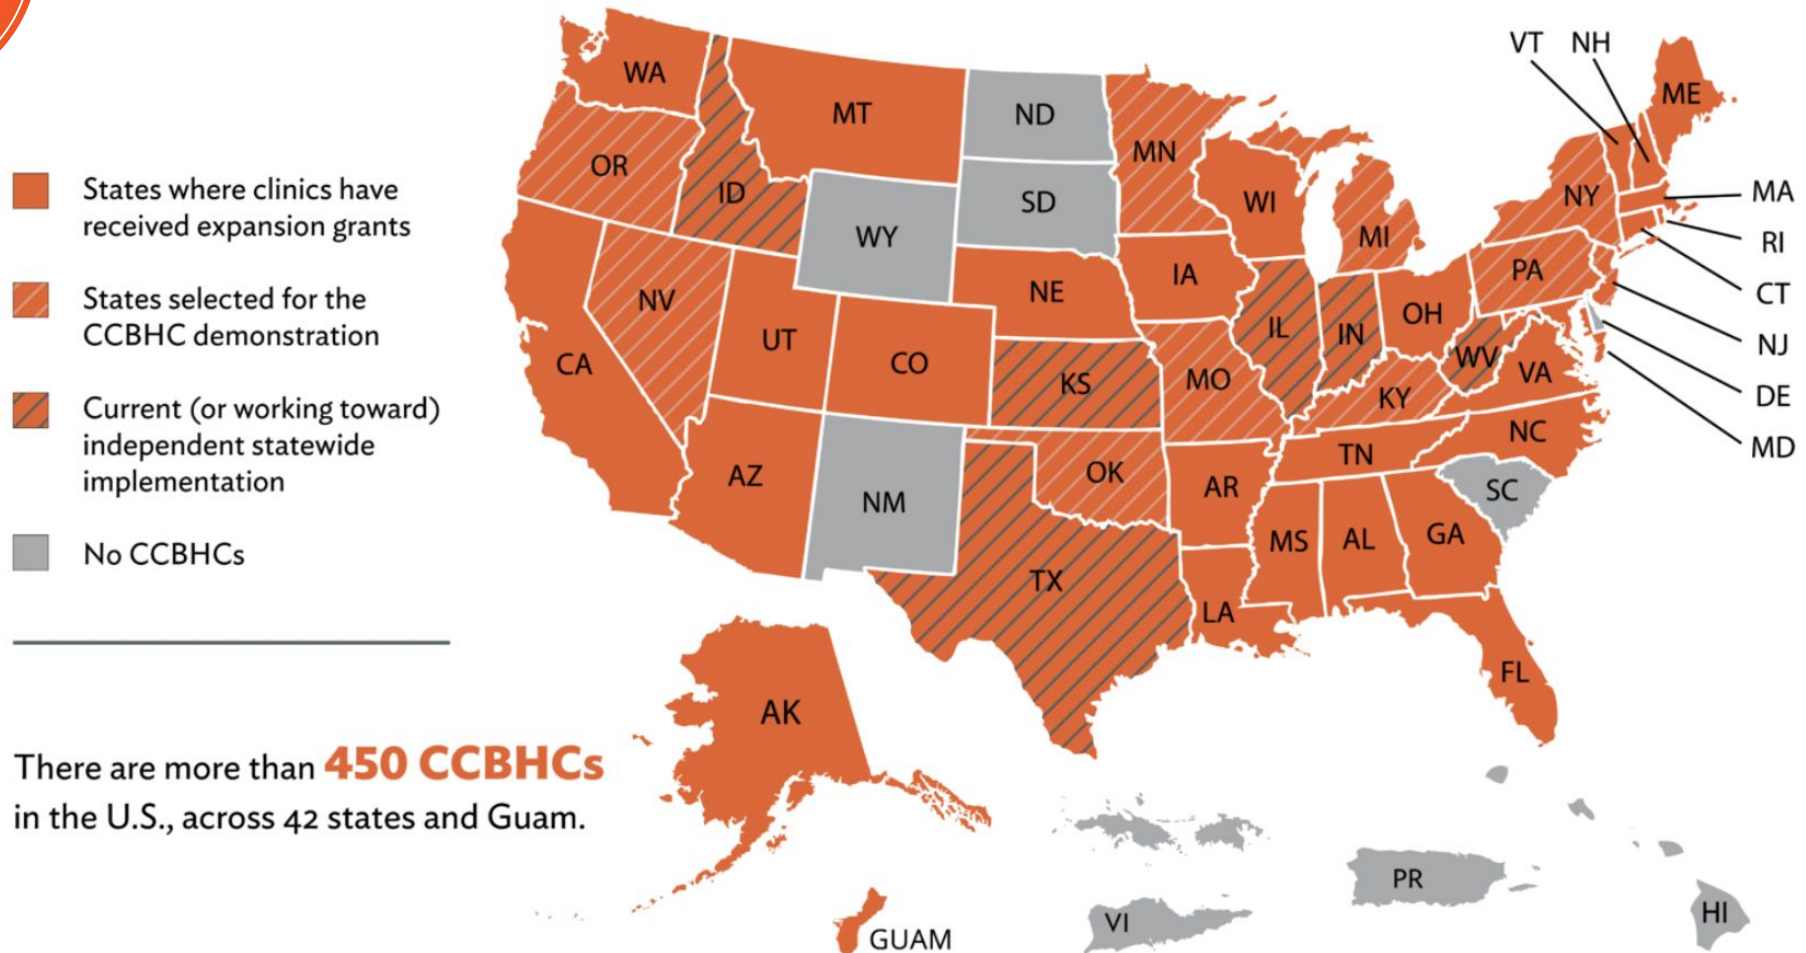 States where clinics have
received expansion grants
States selected for the
CCBHC demonstration
Current (or working toward)
independent statewide
implementation
No CCBHCs
There are more than 450 CCBHCs
in the U.S., across 42 states and Guam.
VT NH
WA
MT
ND
ME
OR
ID
MN
SD
WI
NY
MA
WY
MI
RI
NV
NE
IA
PA
CT
UT
CO
IL
IN
OH
NJ
CA
KS
MO
WV
VA
DE
KY
MD
AZ
NM
OK
AR
TN
NC
SC
TX
LA
MS
AL
GA
FL
AK
GUAM
VI
PR
HI